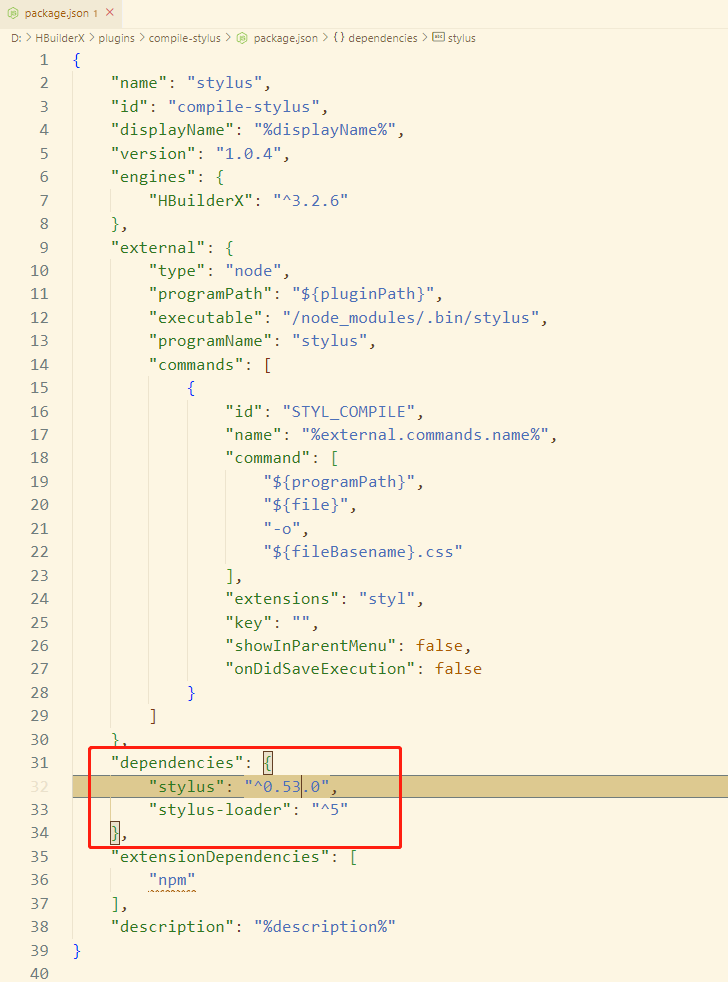 package.json 1 ×
D: > HBuilderX > plugins > compile-stylus > package.json > {} dependencies > abc stylus
1 {
2 "name": "stylus",
3 "id": "compile-stylus",
4 "displayName": "%displayName%",
5 "version": "1.0.4",
6 "engines": {
7 "HBuilderX": "^3.2.6"
8 },
9 "external": {
10 "type": "node",
11 "programPath": "${pluginPath}",
12 "executable": "/node_modules/.bin/stylus",
13 "programName": "stylus",
14 "commands": [
15 {
16 "id": "STYL_COMPILE",
17 "name": "%external.commands.name%",
18 "command": [
19 "${programPath}",
20 "${file}",
21 "-o",
22 "${fileBasename}.css"
23 ],
24 "extensions": "styl",
25 "key": "",
26 "showInParentMenu": false,
27 "onDidSaveExecution": false
28 }
29 ]
30 },
31 "dependencies": {
32 "stylus": "^0.53.0",
33 "stylus-loader": "^5"
34 },
35 "extensionDependencies": [
36 "npm"
37 ],
38 "description": "%description%"
39 }
40